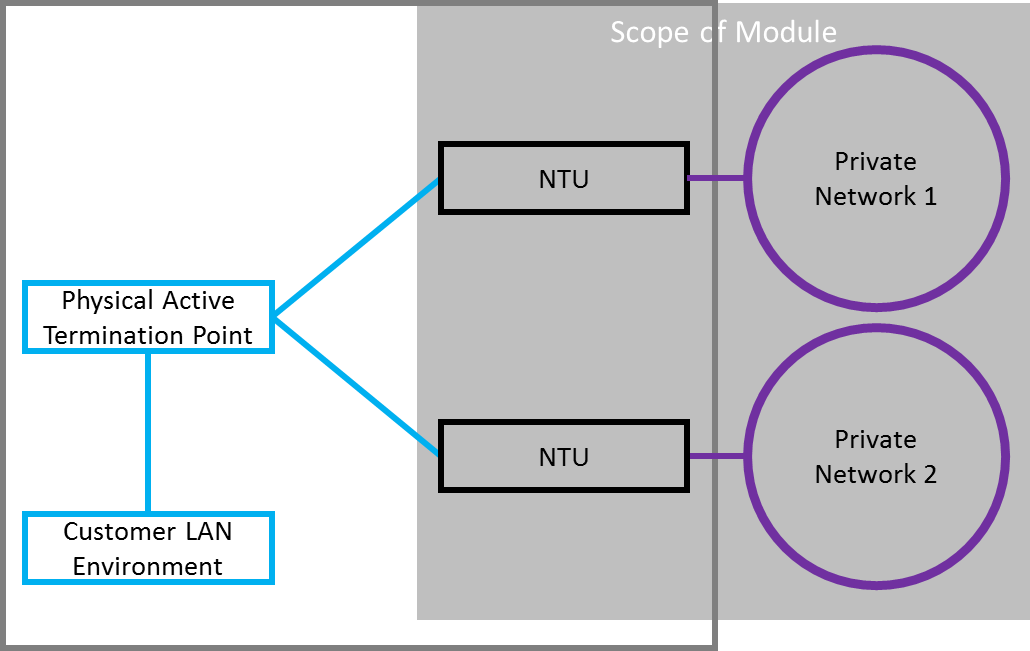 Scope of Module
NTU
Private
Network 1
Physical Active
Termination Point
NTU
Private
Network 2
Customer LAN
Environment